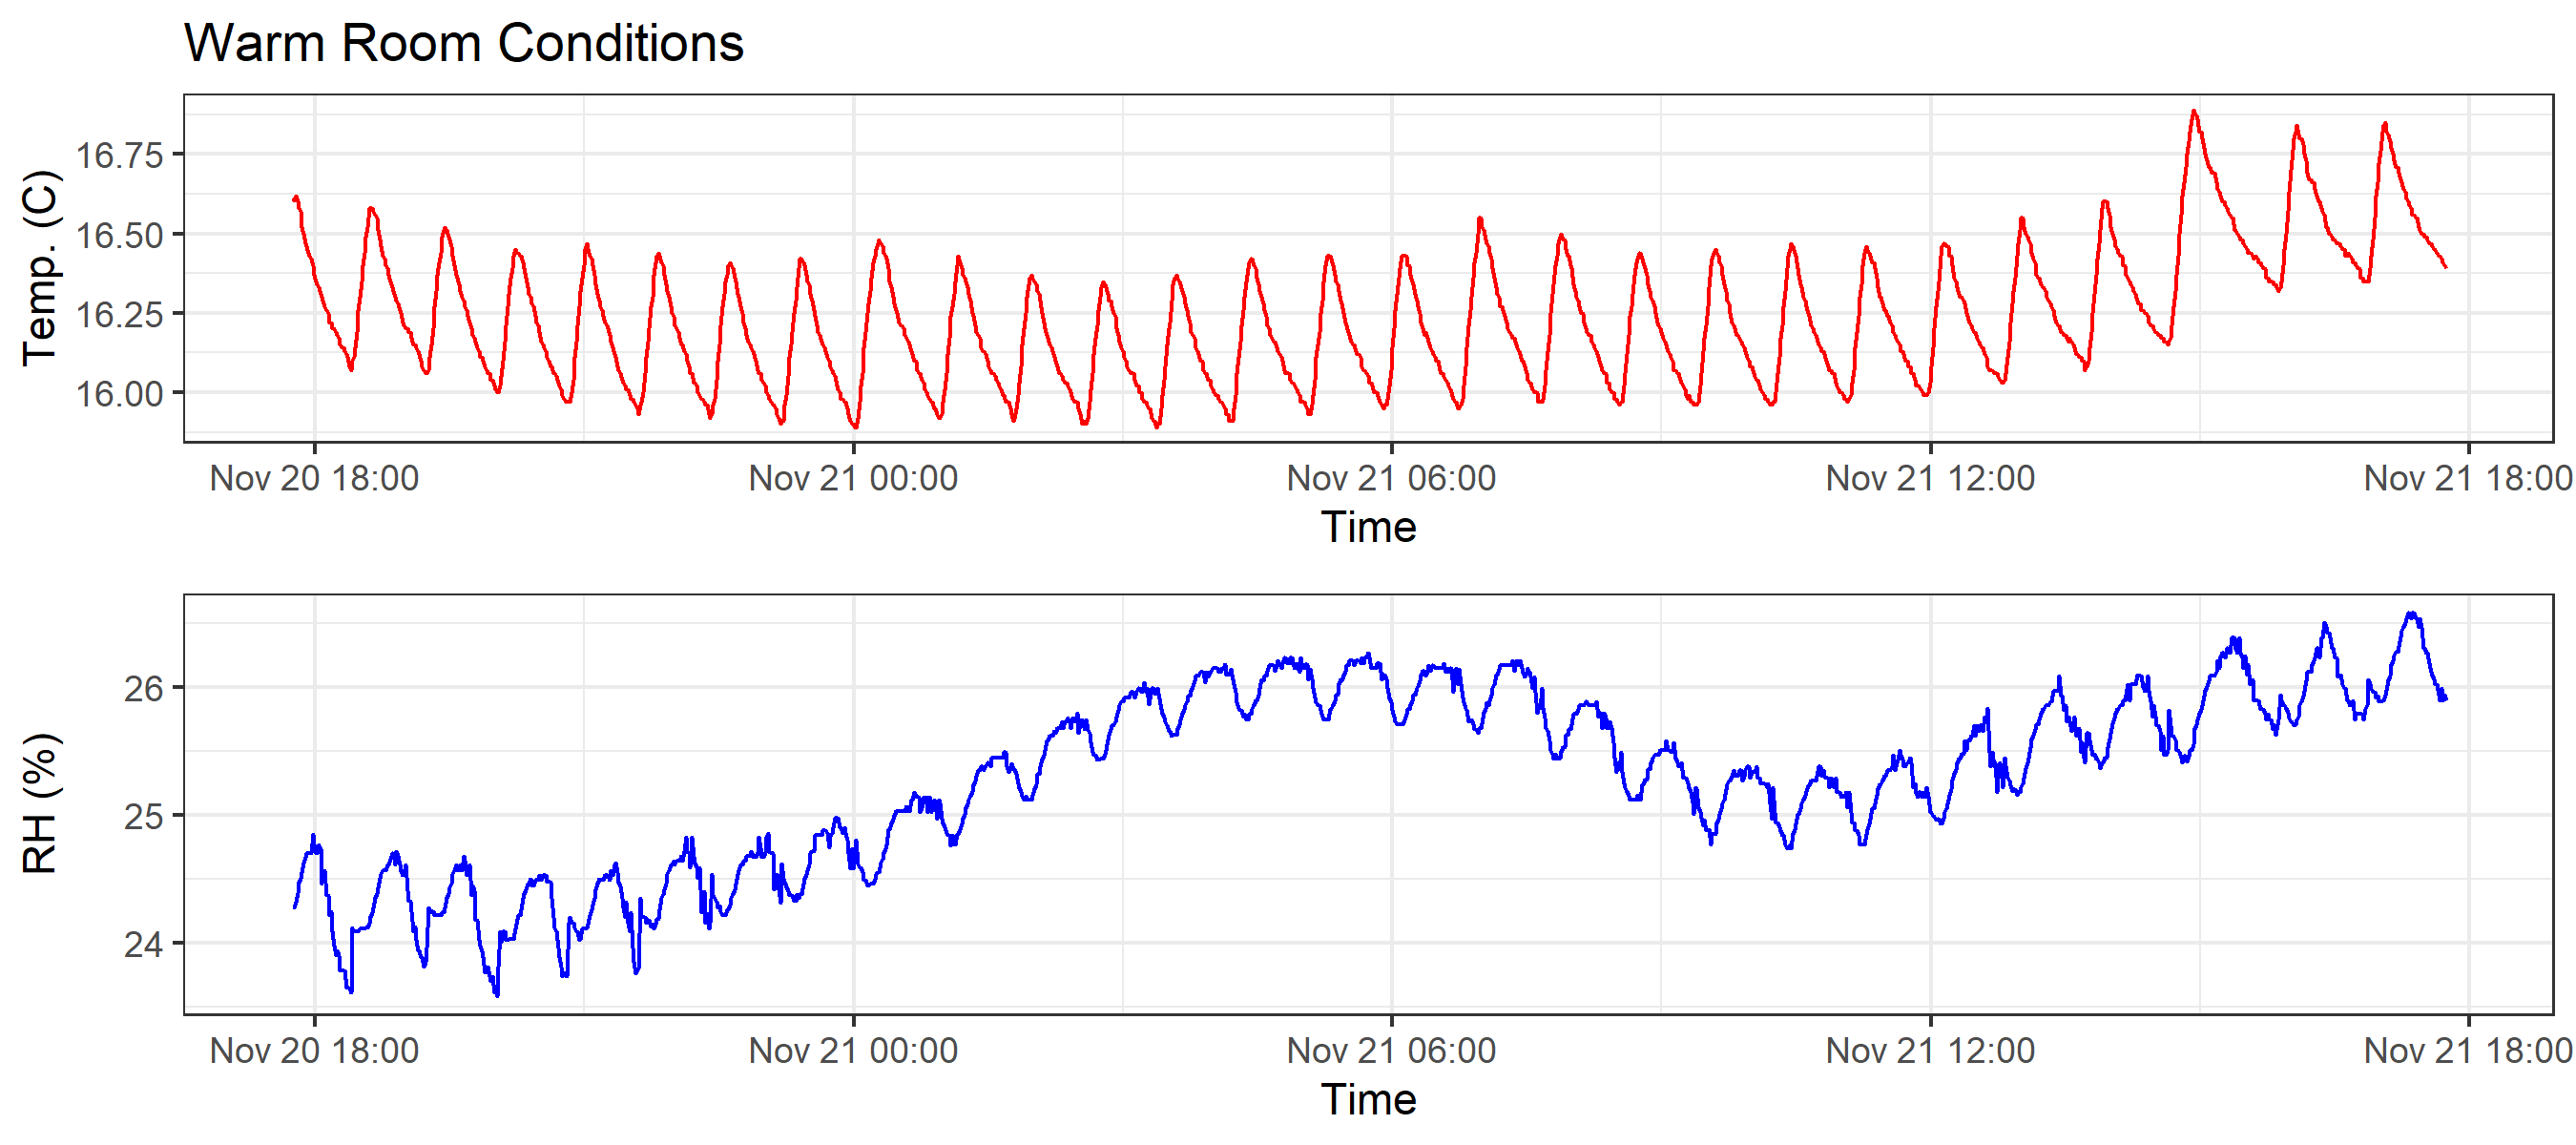 Warm Room Conditions
Temp. (C)
16.75
16.50
16.25
16.00
Nov 20 18:00 Nov 21 00:00 Nov 21 06:00 Nov 21 12:00 Nov 21 18:00
Time
RH (%)
26
25
24
Nov 20 18:00 Nov 21 00:00 Nov 21 06:00 Nov 21 12:00 Nov 21 18:00
Time